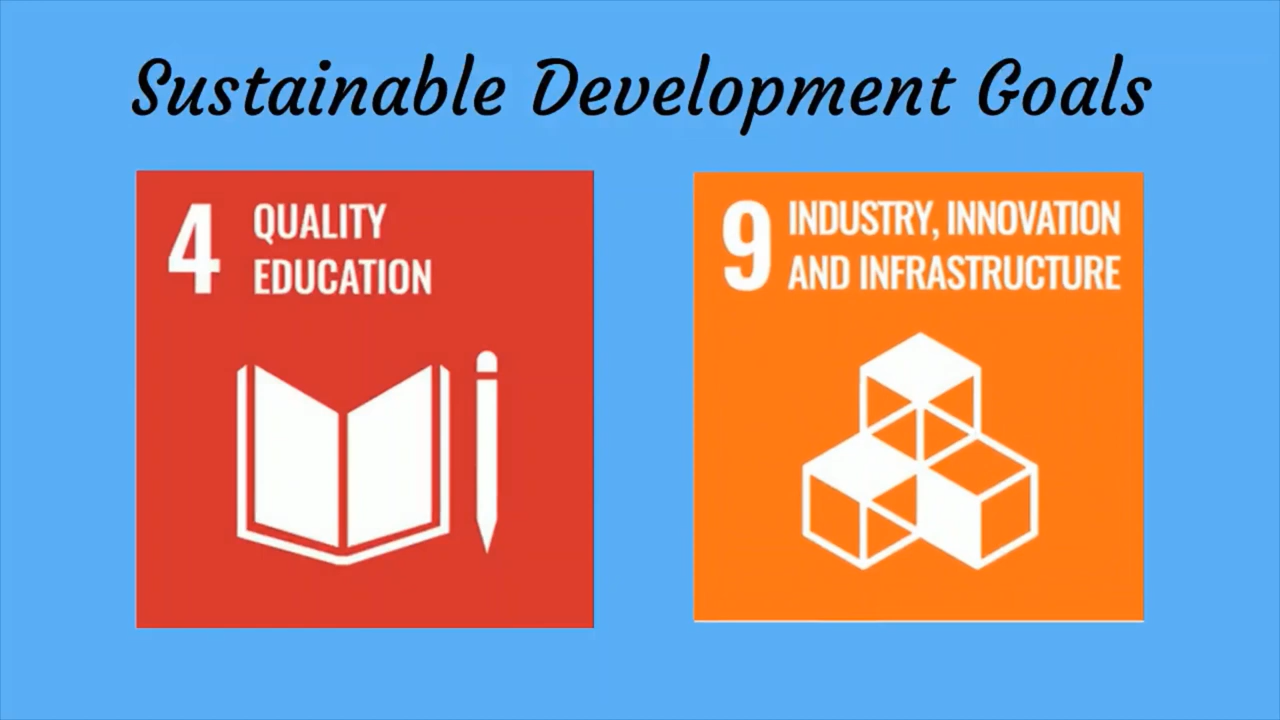 Sustainable Development Goals
4 QUALITY
EDUCATION
9 INDUSTRY, INNOVATION
AND INFRASTRUCTURE